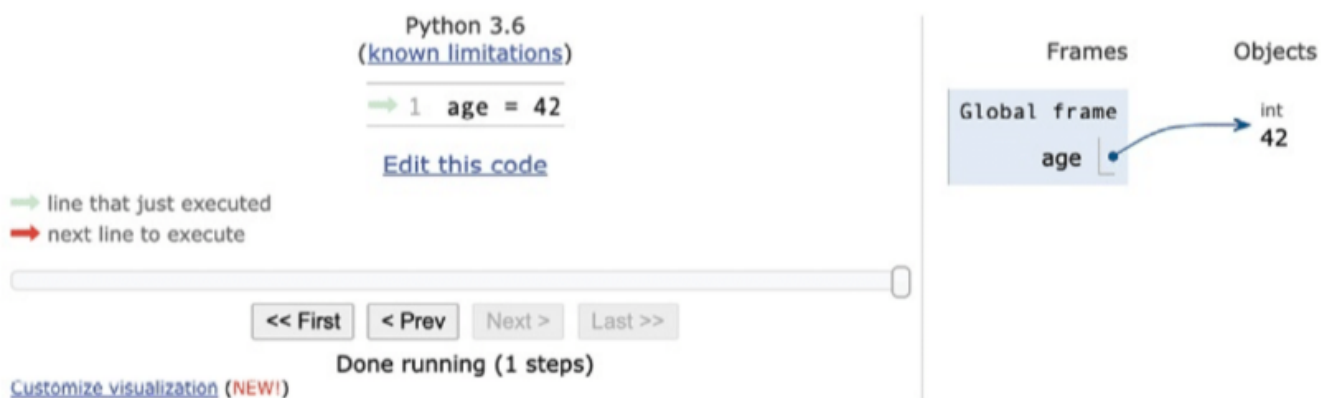 Python 3.6
(known limitations)
1 age = 42
Edit this code
line that just executed
next line to execute
<< First < Prev Next > Last >>
Done running (1 steps)
Customize visualization (NEW!)
Frames Objects
Global frame
age
int
42